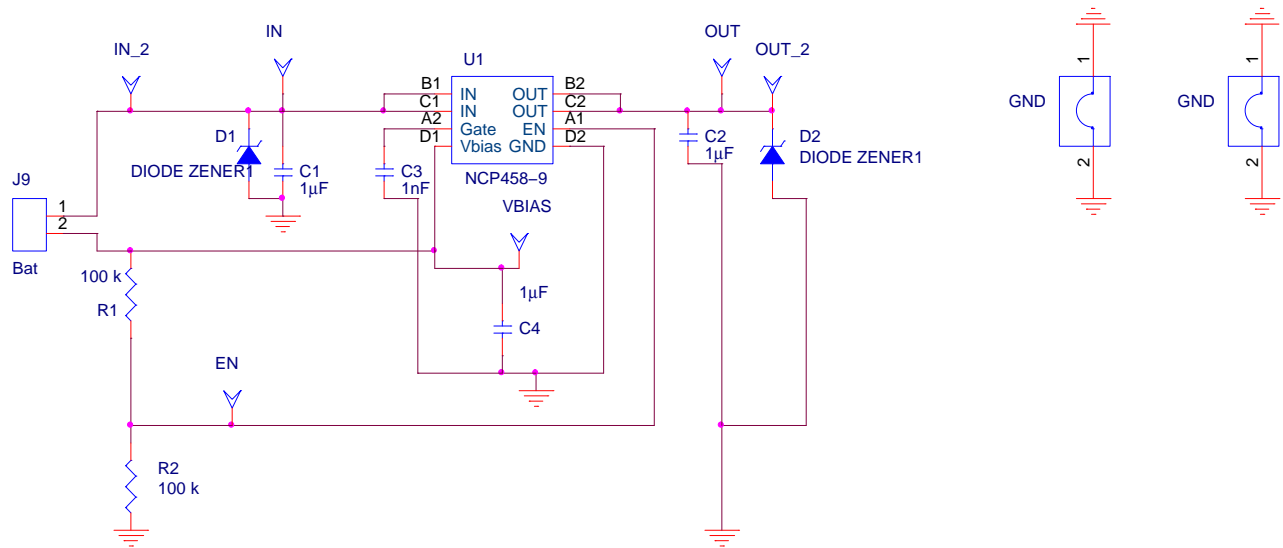 IN_2
IN
U1
OUT
OUT_2
B1
IN
OUT
B2
C1
IN
OUT
C2
A2
Gate
EN
A1
D1
Vbias
GND
D2
NCP458–9
D1
DIODE ZENER1
C1
1μF
C3
1nF
VBIAS
C2
1μF
D2
DIODE ZENER1
J9
1
2
Bat
100 k
R1
1μF
C4
EN
R2
100 k
1
GND
2
1
GND
2